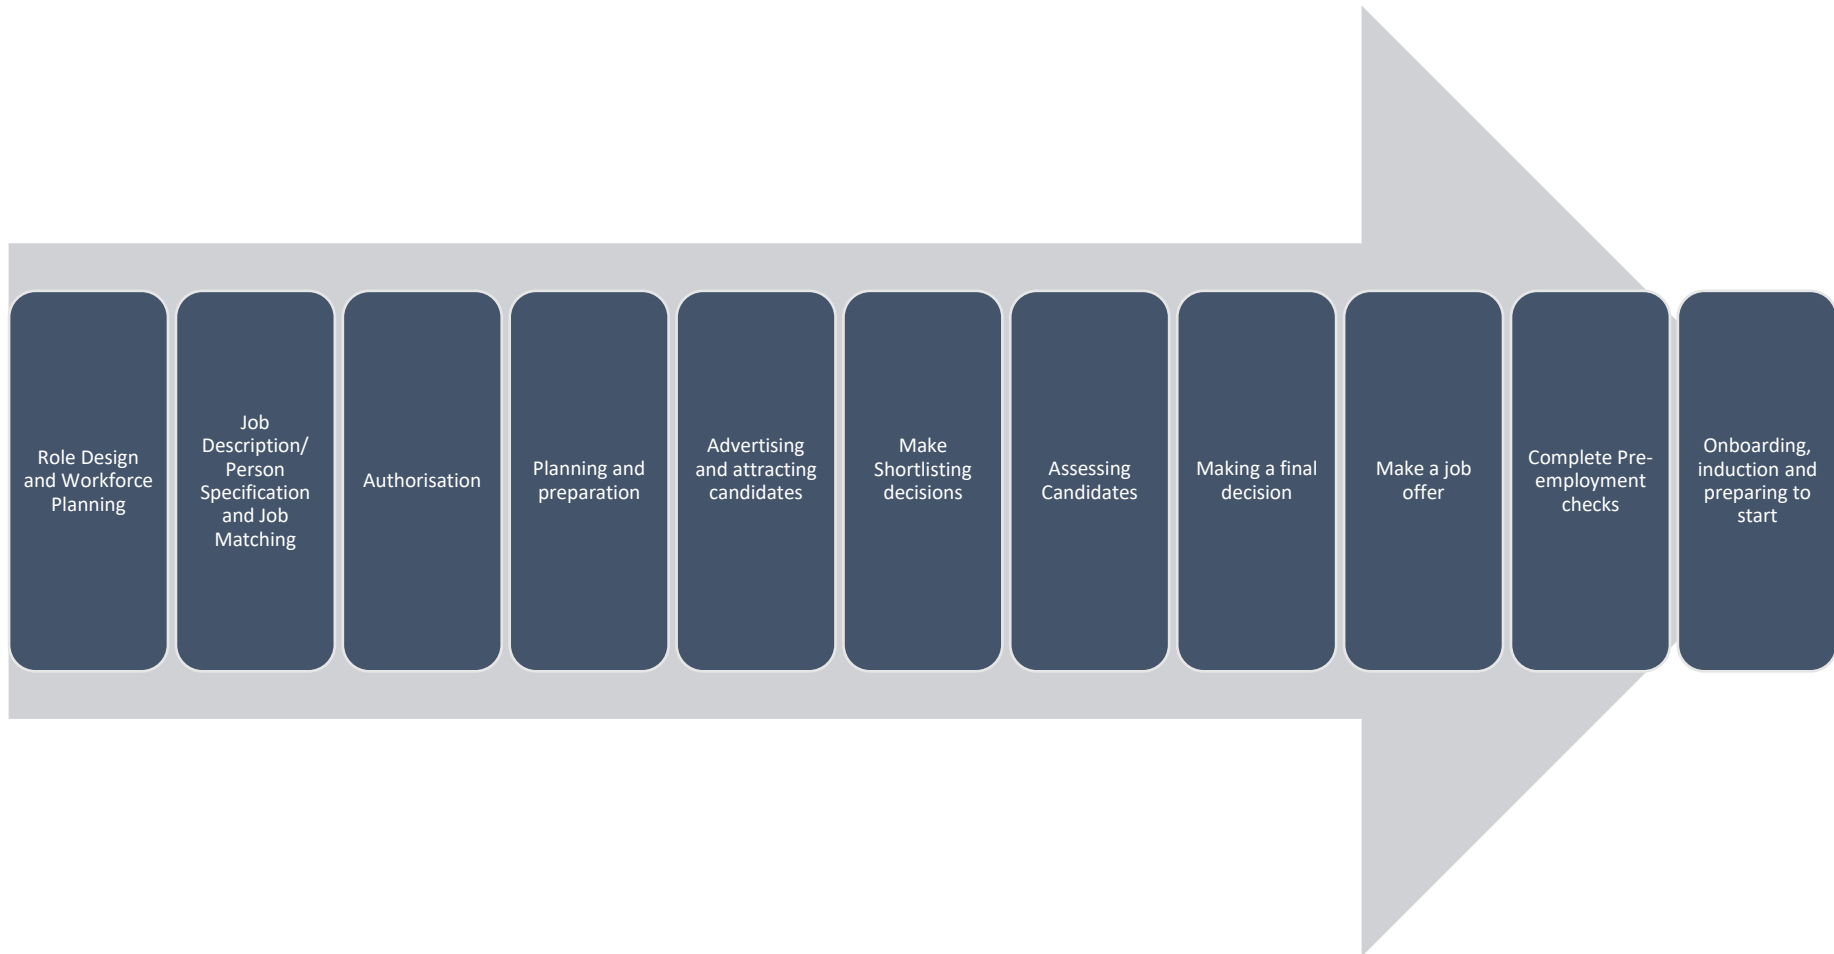 Role Design
and Workforce
Planning
Job
Description/
Person
Specification
and Job
Matching
Authorisation
Planning and
preparation
Advertising
and attracting
candidates
Make
Shortlisting
decisions
Assessing
Candidates
Making a final
decision
Make a job
offer
Complete Pre-
employment
checks
Onboarding,
induction and
preparing to
start